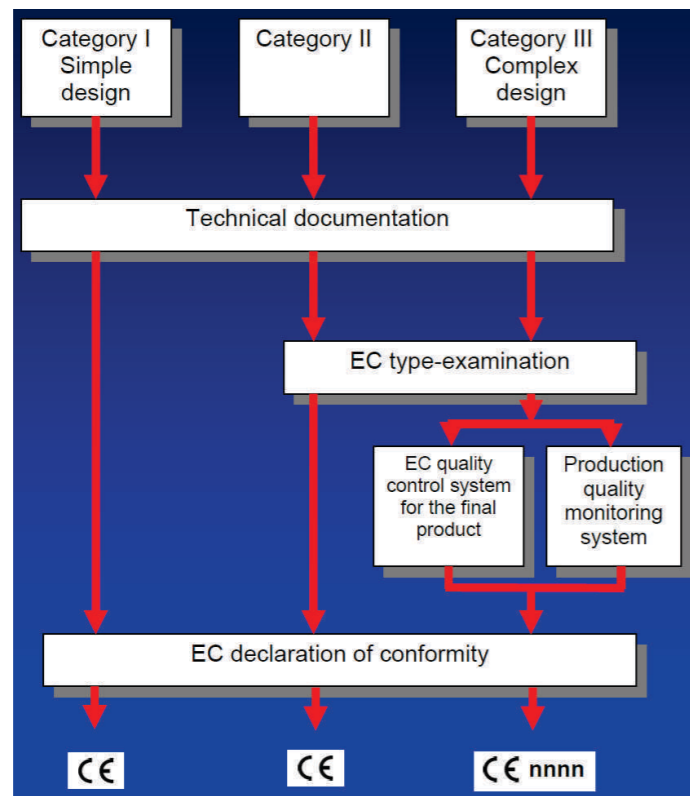 Category I
Simple
design
Category II
Category III
Complex
design
Technical documentation
EC type-examination
EC quality
control system
for the final
product
Production
quality
monitoring
system
EC declaration of conformity
CE
CE
CE nnnn